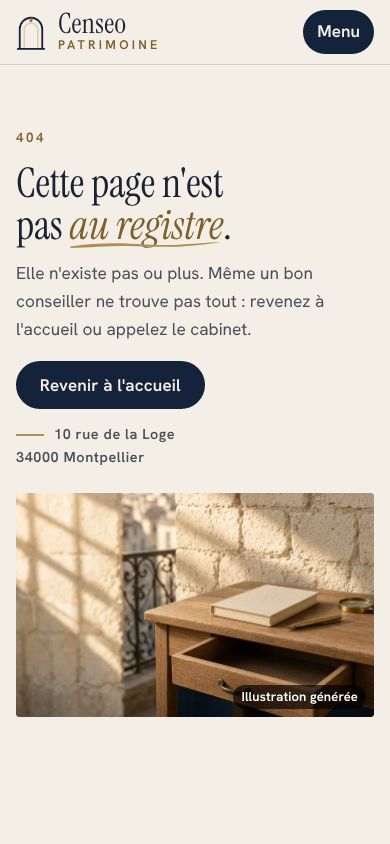 Censeo
PATRIMOINE
Menu
404
Cette page n'est
pas au registre.
Elle n'existe pas ou plus. Même un bon
conseiller ne trouve pas tout : revenez à
l'accueil ou appelez le cabinet.
Revenir à l'accueil
10 rue de la Loge
34000 Montpellier
Illustration générée